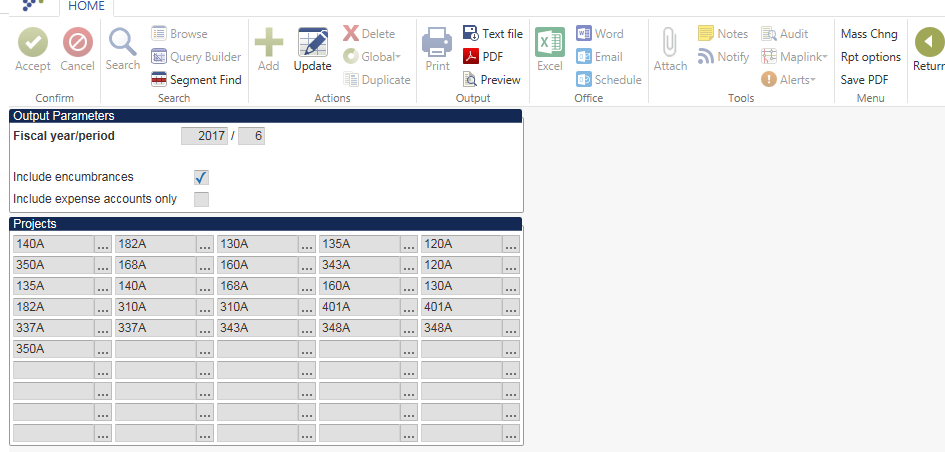 HOME
Accept Cancel Search Browse Query Builder Segment Find Add Update Delete Global Duplicate Print Text file PDF Preview Excel Word Email Schedule Attach Notes Notify Audit Maplink Alerts Mass Chng Rpt options Save PDF Return
Confirm Search Actions Output Office Tools Menu
Output Parameters
Fiscal year/period 2017 / 6
Include encumbrances
Include expense accounts only
Projects
140A ... 182A ... 130A ... 135A ... 120A ...
350A ... 168A ... 160A ... 343A ... 120A ...
135A ... 140A ... 168A ... 160A ... 130A ...
182A ... 310A ... 310A ... 401A ... 401A ...
337A ... 337A ... 343A ... 348A ... 348A ...
350A ... ... ... ... ...
... ... ... ... ...
... ... ... ... ...
... ... ... ... ...
... ... ... ... ...